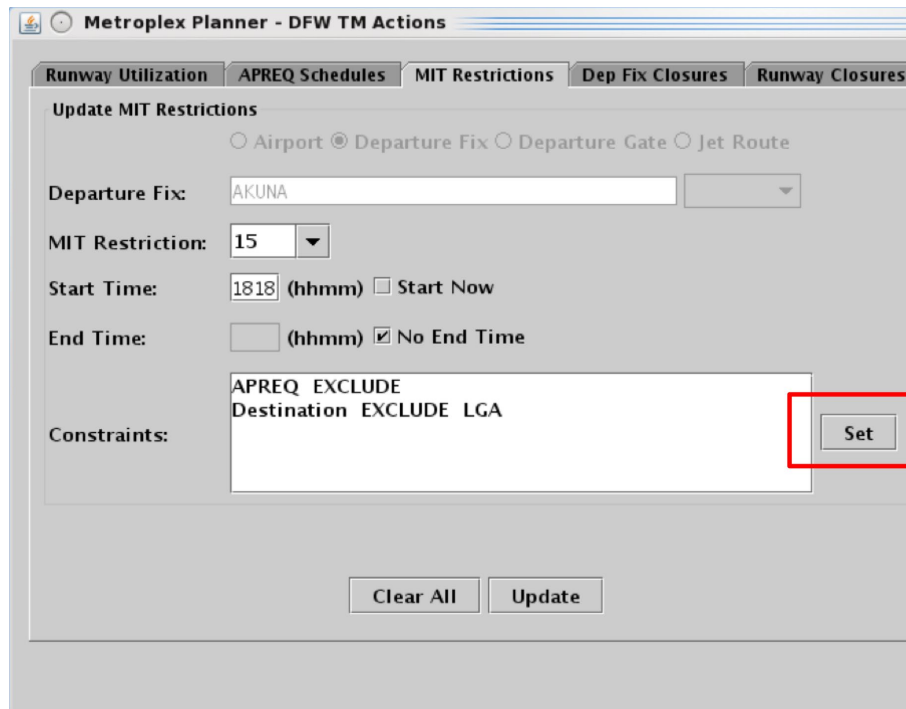 Metroplex Planner - DFW TM Actions
Runway Utilization APREQ Schedules MIT Restrictions Dep Fix Closures Runway Closures
Update MIT Restrictions
Airport Departure Fix Departure Gate Jet Route
Departure Fix: AKUNA
MIT Restriction: 15
Start Time: 1818 (hhmm) Start Now
End Time: (hhmm) No End Time
APREQ EXCLUDE
Destination EXCLUDE LGA
Constraints: Set
Clear All Update